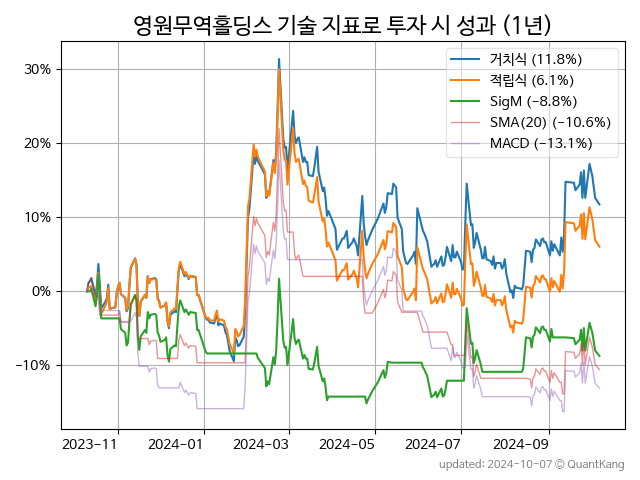 영원무역홀딩스 기술 지표로 투자 시 성과 (1년)
거치식 (11.8%)
적립식 (6.1%)
SigM (−8.8%)
SMA(20) (−10.6%)
MACD (−13.1%)
30%
20%
10%
0%
−10%
2023-11 2024-01 2024-03 2024-05 2024-07 2024-09
updated: 2024-10-07 © QuantKang